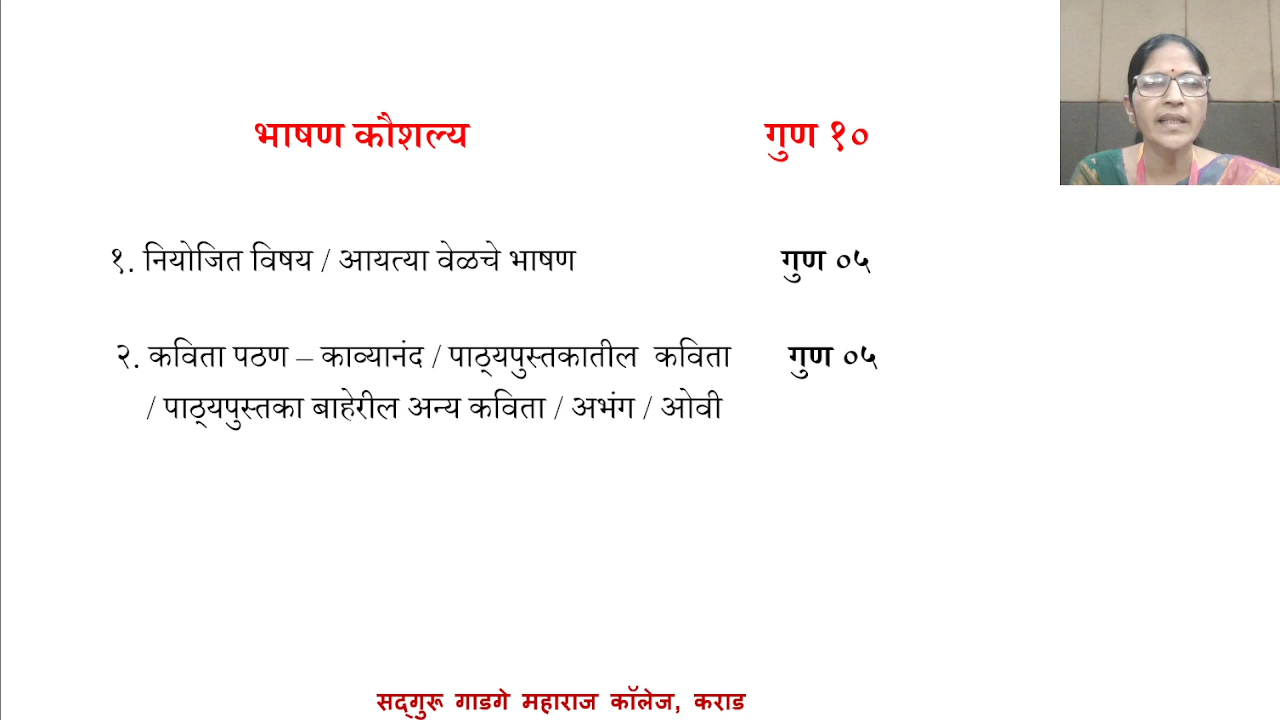 भाषण कौशल्य गुण १०
१. नियोजित विषय / आयत्या वेळचे भाषण गुण ०५
२. कविता पठण – काव्यानंद / पाठ्यपुस्तकातील कविता गुण ०५
/ पाठ्यपुस्तका बाहेरील अन्य कविता / अभंग / ओवी
सद्‌गुरू गाडगे महाराज कॉलेज, कराड